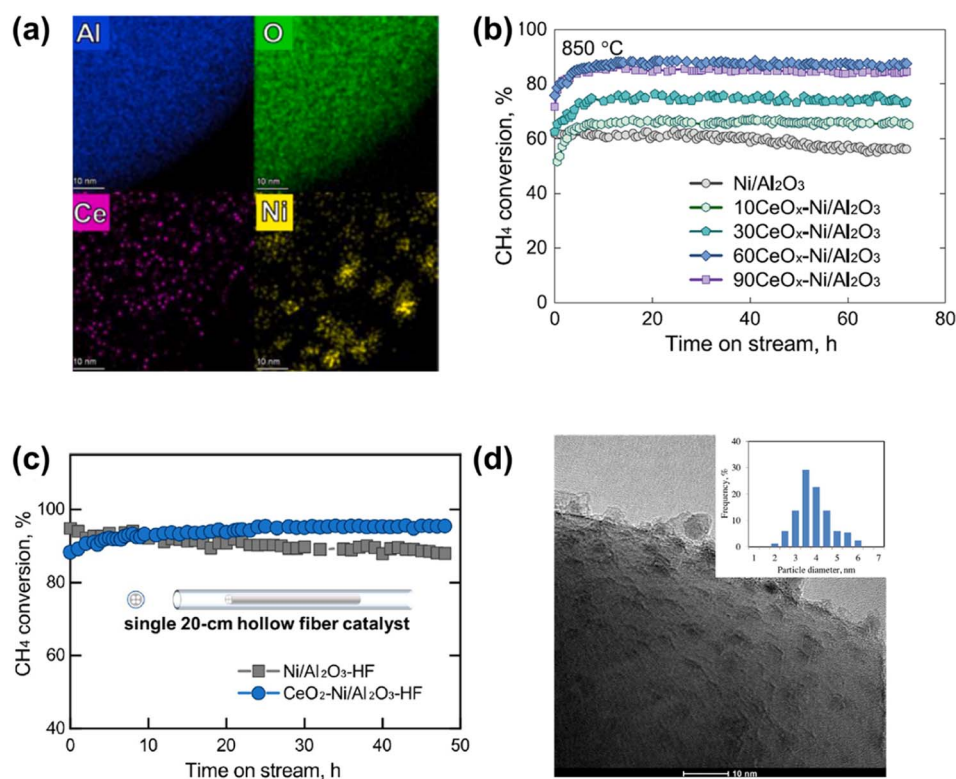 (a)
Al
O
10 nm
10 nm
Ce
Ni
10 nm
10 nm
(b)
850 °C
CH₄ conversion, %
100
80
60
40
20
0
Ni/Al₂O₃
10CeOₓ-Ni/Al₂O₃
30CeOₓ-Ni/Al₂O₃
60CeOₓ-Ni/Al₂O₃
90CeOₓ-Ni/Al₂O₃
0
20
40
60
80
Time on stream, h
(c)
CH₄ conversion, %
100
80
60
40
single 20-cm hollow fiber catalyst
Ni/Al₂O₃-HF
CeO₂-Ni/Al₂O₃-HF
0
10
20
30
40
50
Time on stream, h
(d)
Frequency, %
40
30
20
10
0
1 2 3 4 5 6 7
Particle diameter, nm
10 nm